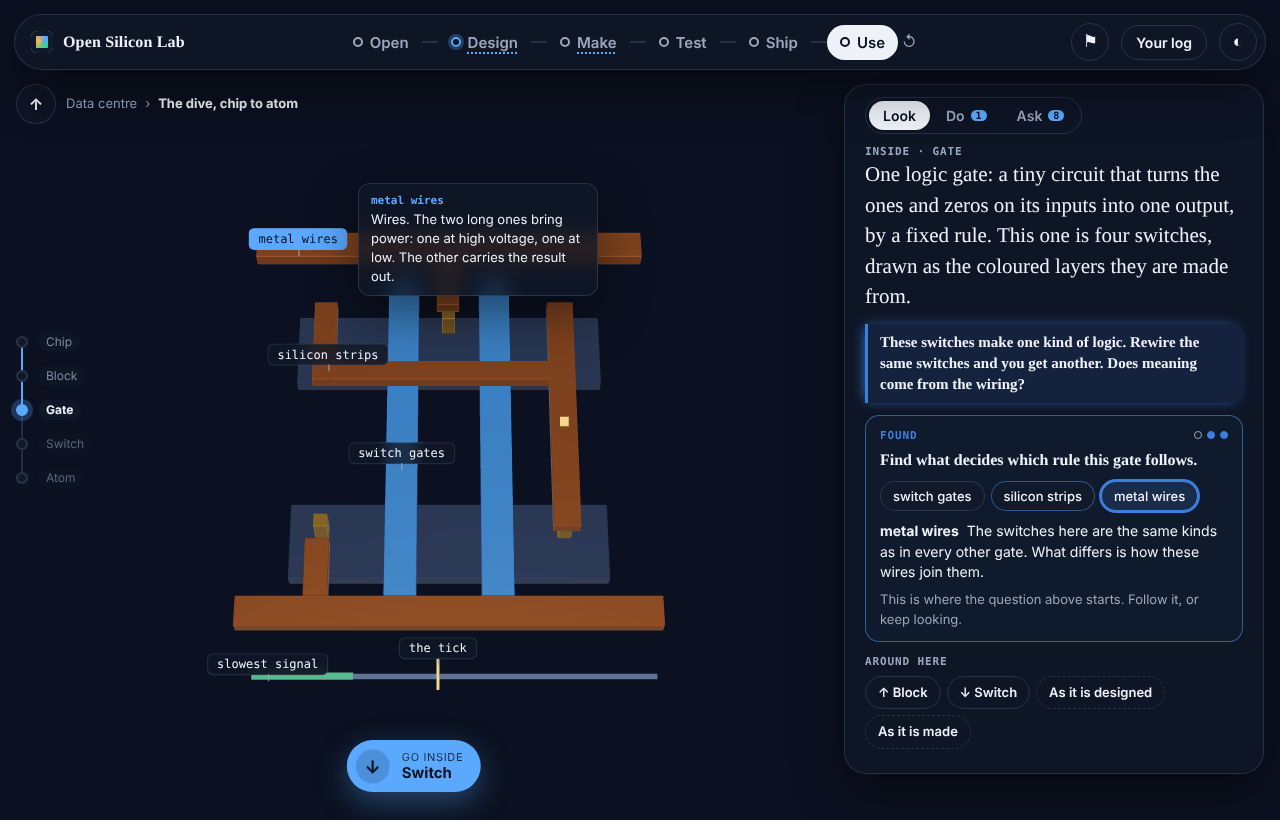 Open Silicon Lab
Open
Design
Make
Test
Ship
Use
Your log
Data centre › The dive, chip to atom
Chip
Block
Gate
Switch
Atom
metal wires
metal wires
Wires. The two long ones bring
power: one at high voltage, one at
low. The other carries the result
out.
silicon strips
switch gates
the tick
slowest signal
GO INSIDE
Switch
Look
Do 1
Ask 8
INSIDE · GATE
One logic gate: a tiny circuit that turns the
ones and zeros on its inputs into one output,
by a fixed rule. This one is four switches,
drawn as the coloured layers they are made
from.
These switches make one kind of logic. Rewire the
same switches and you get another. Does meaning
come from the wiring?
FOUND
Find what decides which rule this gate follows.
switch gates
silicon strips
metal wires
metal wires The switches here are the same kinds
as in every other gate. What differs is how these
wires join them.
This is where the question above starts. Follow it, or
keep looking.
AROUND HERE
↑ Block
↓ Switch
As it is designed
As it is made